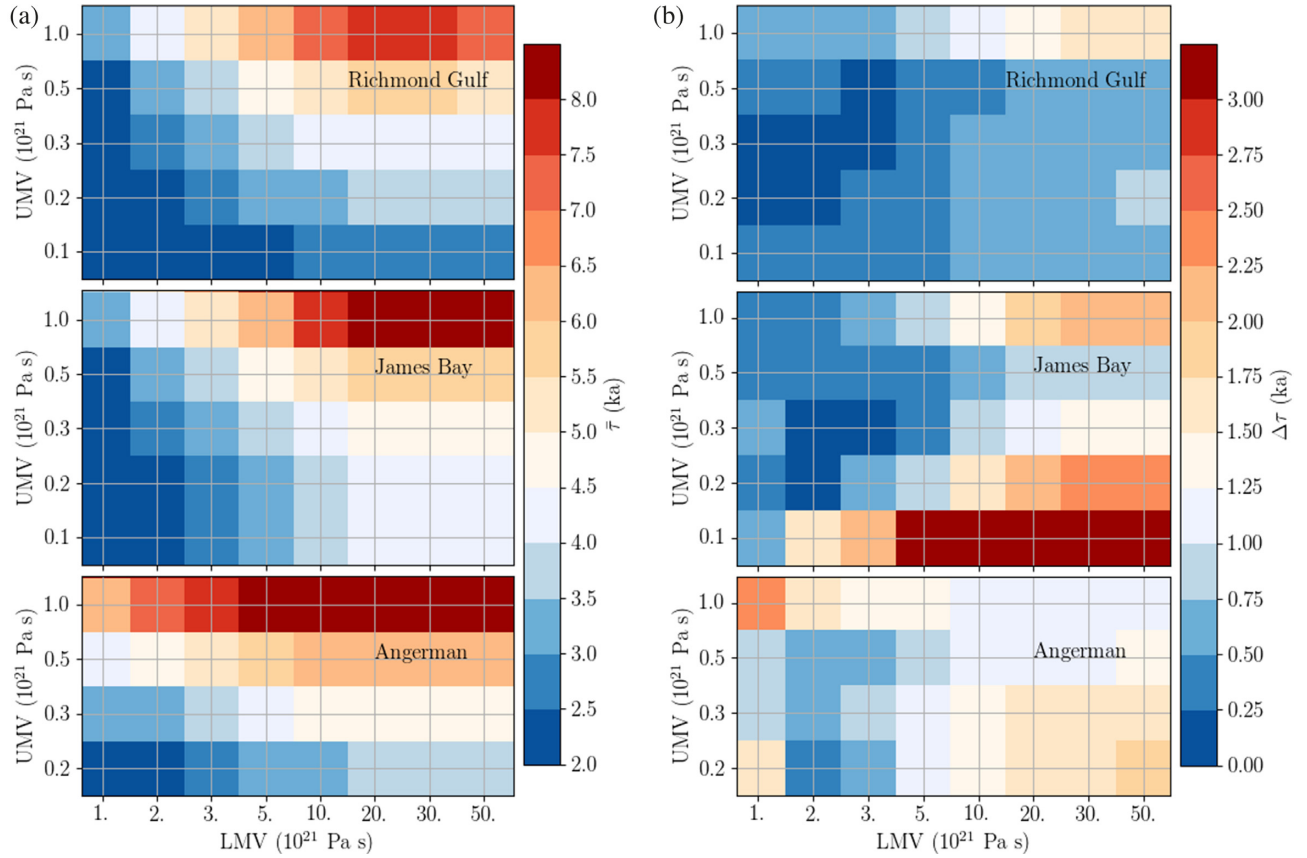 (a)
UMV (10²¹ Pa s)
1.0
0.5
0.3
0.2
0.1
Richmond Gulf
UMV (10²¹ Pa s)
1.0
0.5
0.3
0.2
0.1
James Bay
UMV (10²¹ Pa s)
1.0
0.5
0.3
0.2
Angerman
1. 2. 3. 5. 10. 20. 30. 50.
LMV (10²¹ Pa s)
8.0
7.5
7.0
6.5
6.0
5.5
5.0
4.5
4.0
3.5
3.0
2.5
2.0
τ̄ (ka)
(b)
UMV (10²¹ Pa s)
1.0
0.5
0.3
0.2
0.1
Richmond Gulf
UMV (10²¹ Pa s)
1.0
0.5
0.3
0.2
0.1
James Bay
UMV (10²¹ Pa s)
1.0
0.5
0.3
0.2
Angerman
1. 2. 3. 5. 10. 20. 30. 50.
LMV (10²¹ Pa s)
3.00
2.75
2.50
2.25
2.00
1.75
1.50
1.25
1.00
0.75
0.50
0.25
0.00
Δτ (ka)